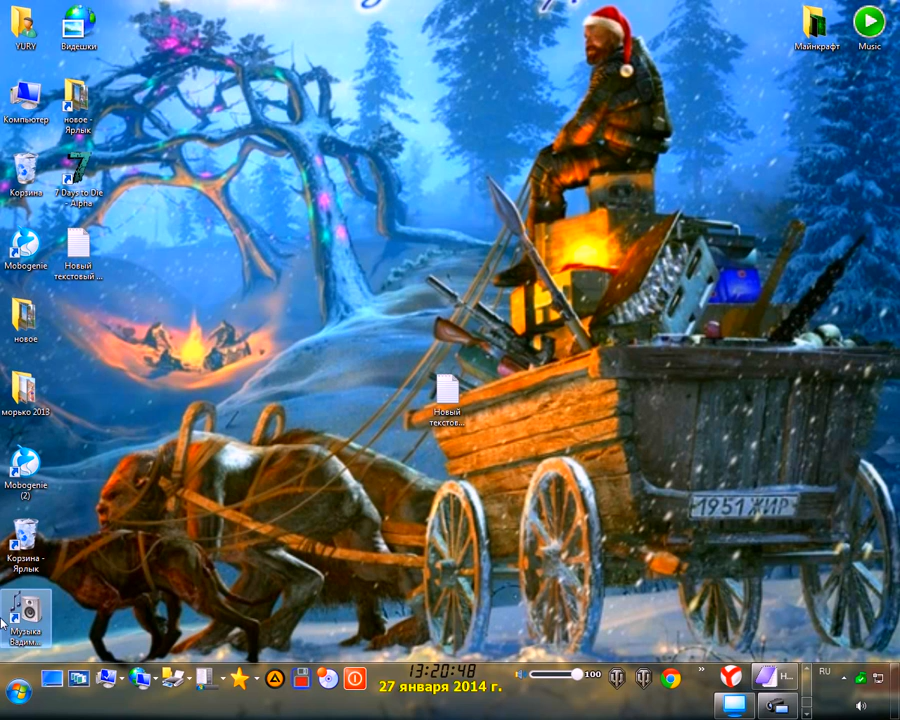 YURY
Видешки
Майнкрафт
Music
Компьютер
новое -
Ярлык
Корзина
7 Days to Die
- Alpha
Mobogenie
Новый
текстовый ...
новое
морько 2013
Новый
текстов...
Mobogenie
(2)
1951 ЖИР
Корзина -
Ярлык
Музыка
Вадим...
13:20:48
27 января 2014 г.
100
»
Н...
RU